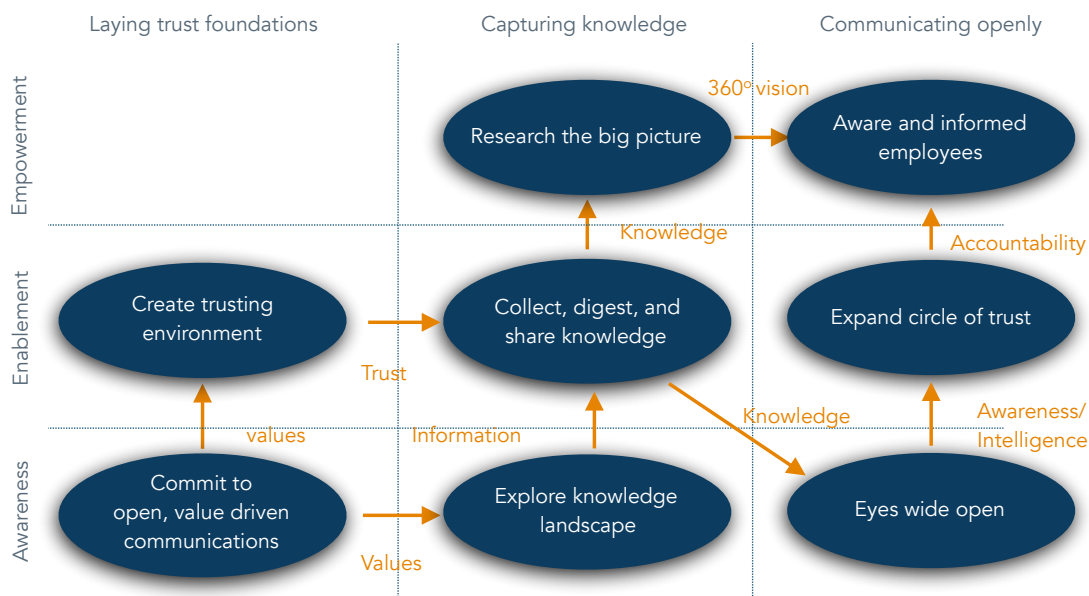 Laying trust foundations
Capturing knowledge
Communicating openly
Empowerment
360º vision
Research the big picture
Aware and informed
employees
Knowledge
Accountability
Enablement
Create trusting
environment
Collect, digest, and
share knowledge
Expand circle of trust
Trust
Knowledge
Awareness/
Intelligence
values
Information
Awareness
Commit to
open, value driven
communications
Explore knowledge
landscape
Eyes wide open
Values